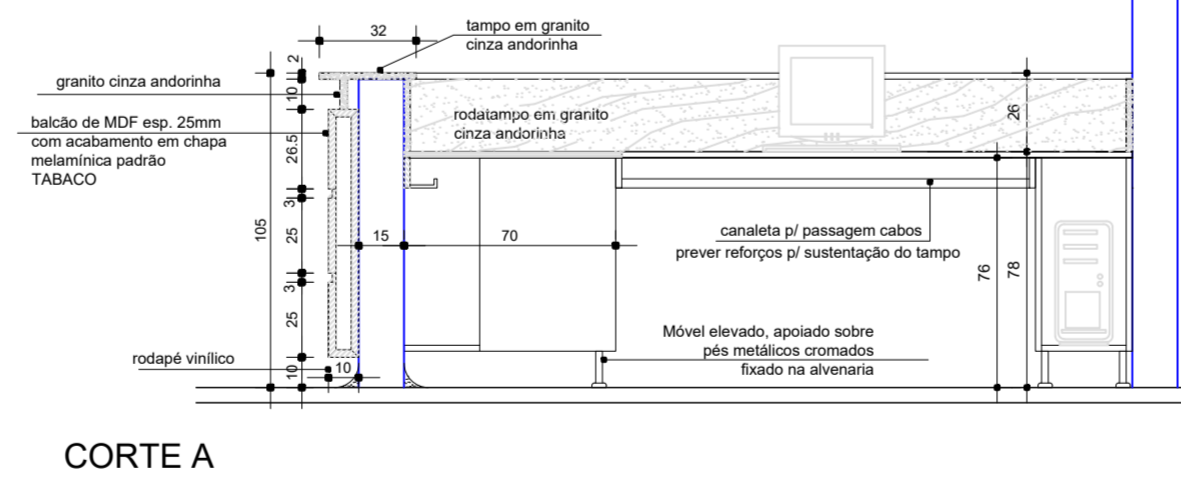 32
tampo em granito
cinza andorinha
2
granito cinza andorinha
10
balcão de MDF esp. 25mm
com acabamento em chapa
melamínica padrão
TABACO
26.5
rodatampo em granito
cinza andorinha
26
3
105
25
15
70
canaleta p/ passagem cabos
prever reforços p/ sustentação do tampo
76
78
3
25
Móvel elevado, apoiado sobre
pés metálicos cromados
fixado na alvenaria
rodapé vinílico
10
10
CORTE A